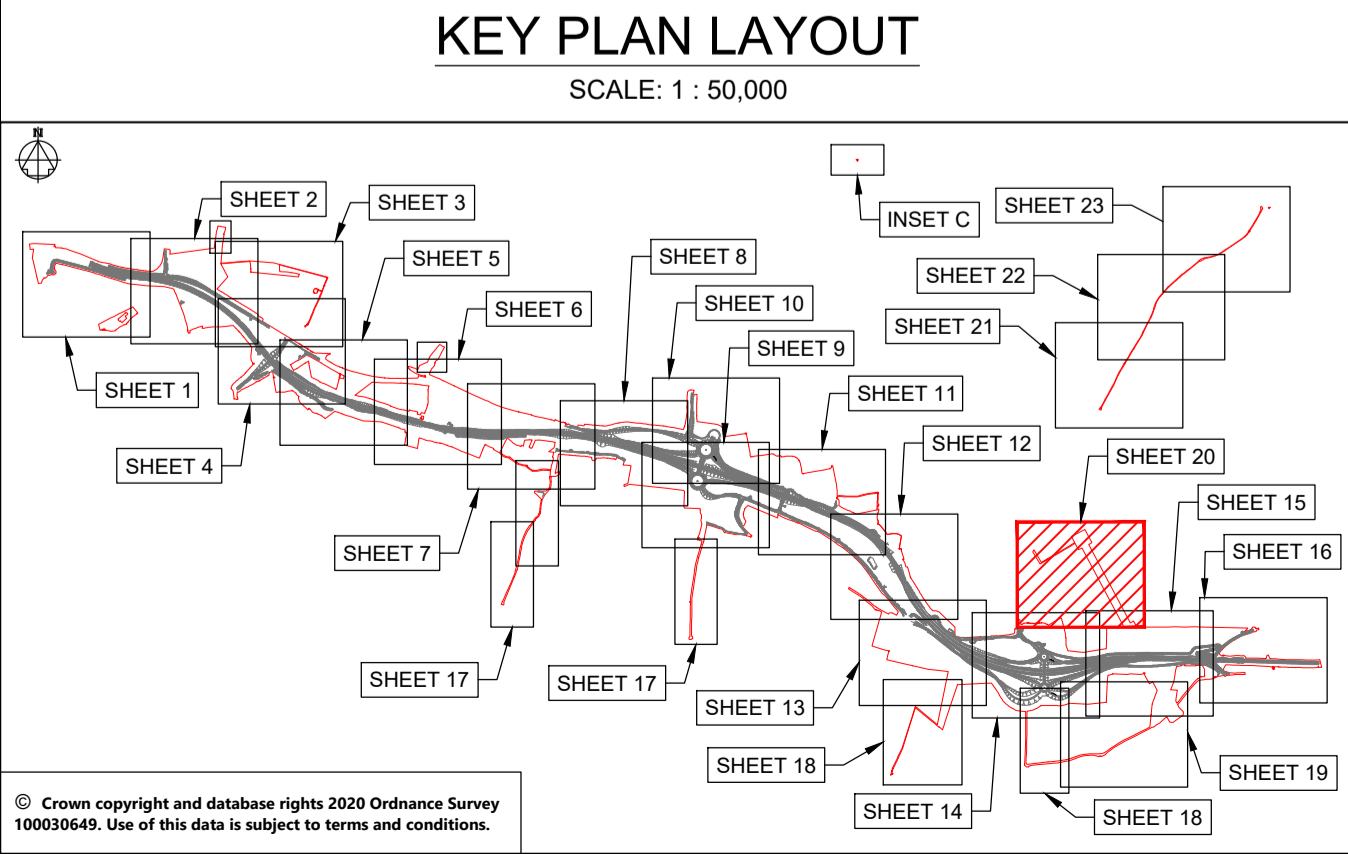 KEY PLAN LAYOUT
SCALE: 1 : 50,000
N
SHEET 2
SHEET 3
INSET C
SHEET 23
SHEET 5
SHEET 8
SHEET 22
SHEET 6
SHEET 10
SHEET 21
SHEET 9
SHEET 1
SHEET 11
SHEET 12
SHEET 4
SHEET 20
SHEET 15
SHEET 7
SHEET 16
SHEET 17
SHEET 17
SHEET 13
SHEET 18
SHEET 19
SHEET 14
SHEET 18
© Crown copyright and database rights 2020 Ordnance Survey
100030649. Use of this data is subject to terms and conditions.